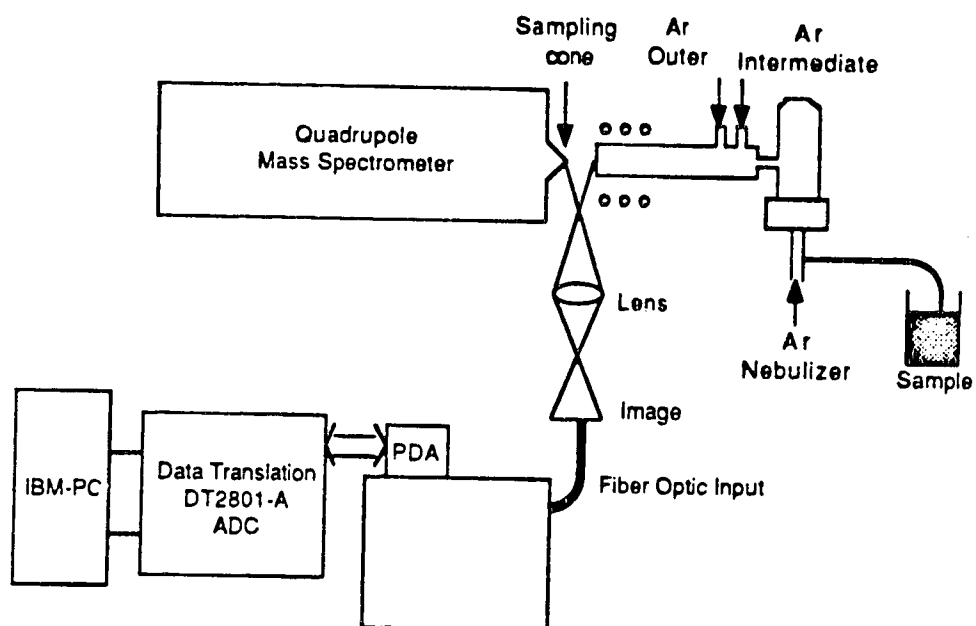 Sampling
cone
Ar
Outer
Ar
Intermediate
Quadrupole
Mass Spectrometer
Lens
Ar
Nebulizer
Sample
Image
IBM-PC
Data Translation
DT2801-A
ADC
PDA
Fiber Optic Input